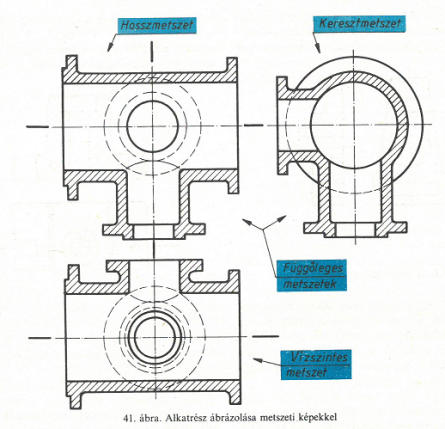 Hosszmetszet
Keresztmetszet
Függőleges
metszetek
Vízszintes
metszet
41. ábra. Alkatrész ábrázolása metszeti képekkel